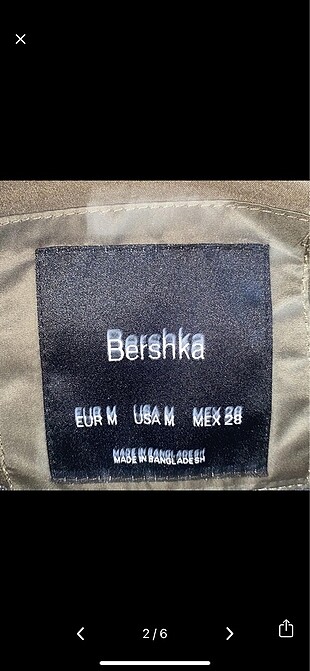 Bershka
EUR M USA M MEX 28
MADE IN BANGLADESH
2/6